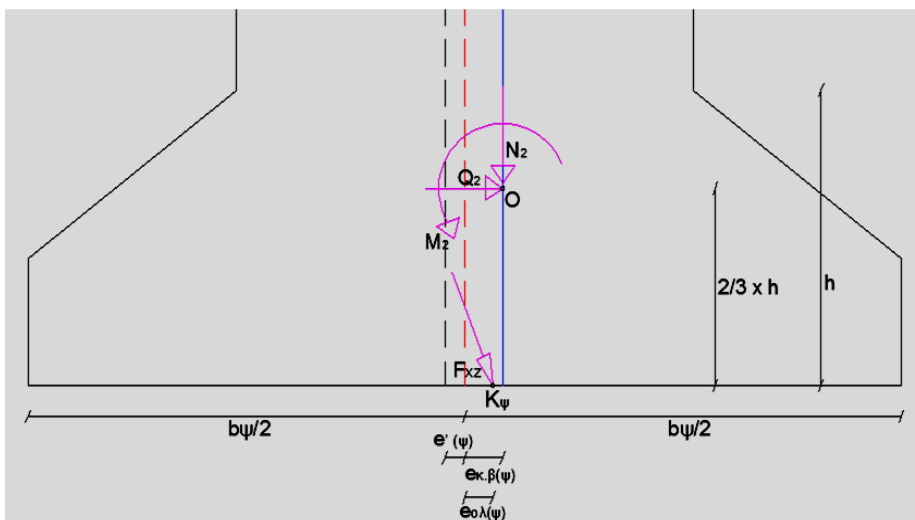 N₂
Q₂
O
M₂
2/3 x h
h
Fxz
Kψ
bψ/2
bψ/2
e' (ψ)
eκ.β(ψ)
eολ(ψ)